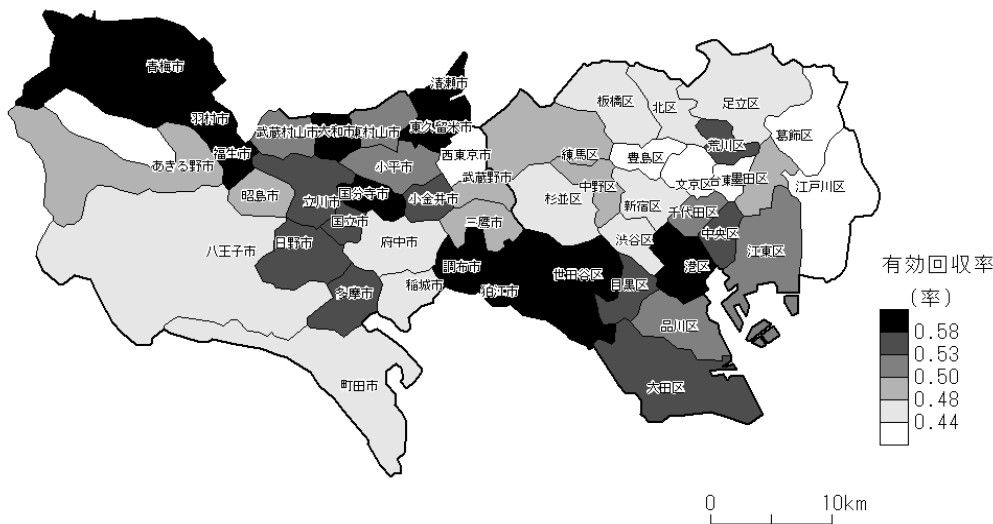 青梅市
清瀬市
羽村市
武蔵村山市
大和市
東村山市
東久留米市
福生市
あきる野市
小平市
西東京市
昭島市
立川市
国分寺市
小金井市
武蔵野市
国立市
三鷹市
八王子市
日野市
府中市
調布市
多摩市
稲城市
狛江市
町田市
板橋区
北区
足立区
荒川区
葛飾区
練馬区
豊島区
文京区
台東区
墨田区
江戸川区
中野区
杉並区
新宿区
千代田区
渋谷区
中央区
江東区
世田谷区
目黒区
港区
品川区
大田区
有効回収率
(率)
0.58
0.53
0.50
0.48
0.44
0 10km